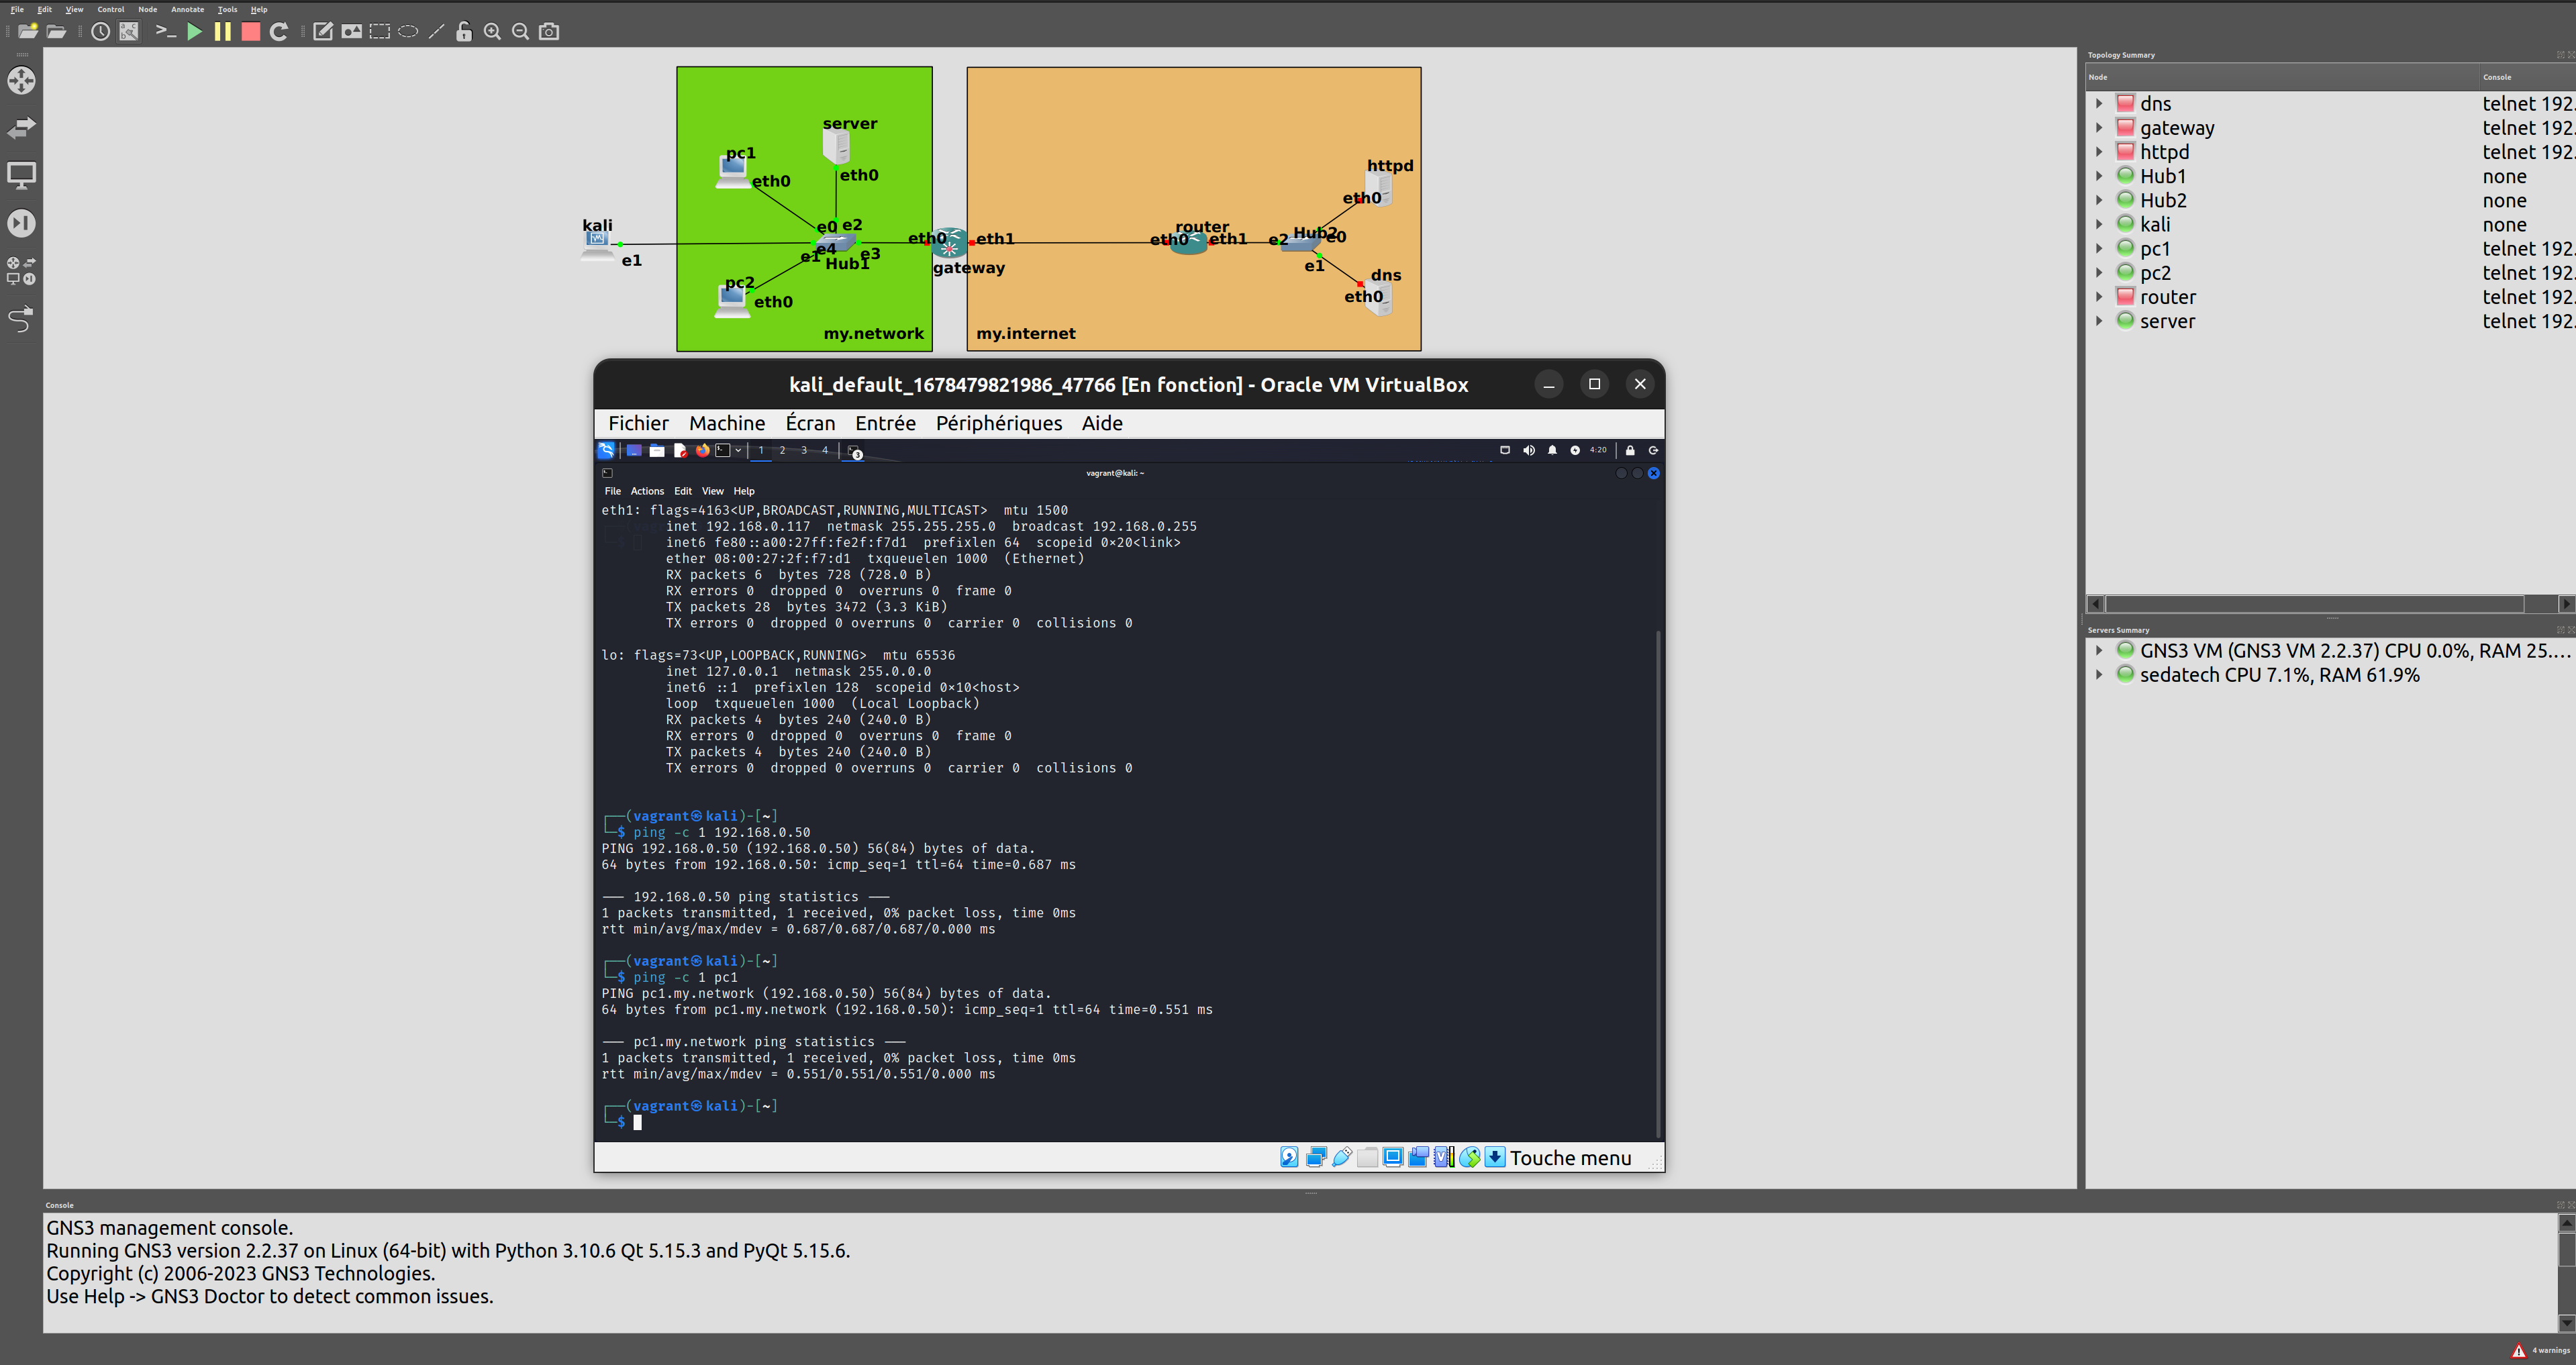 File Edit View Control Node Annotate Tools Help
Topology Summary
Node Console
dns telnet 192.
gateway telnet 192.
httpd telnet 192.
Hub1 none
Hub2 none
kali none
pc1 telnet 192.
pc2 telnet 192.
router telnet 192.
server telnet 192.
server
pc1
eth0
eth0
httpd
eth0
kali
e1
e0 e2
e4
e1
e3
Hub1
eth0
eth1
gateway
router
eth0
eth1
e2
Hub2
e0
e1
dns
eth0
pc2
eth0
my.network
my.internet
kali_default_1678479821986_47766 [En fonction] - Oracle VM VirtualBox
Fichier Machine Écran Entrée Périphériques Aide
1 2 3 4 3 4:20
vagrant@kali: ~
File Actions Edit View Help
eth1: flags=4163<UP,BROADCAST,RUNNING,MULTICAST> mtu 1500
inet 192.168.0.117 netmask 255.255.255.0 broadcast 192.168.0.255
inet6 fe80::a00:27ff:fe2f:f7d1 prefixlen 64 scopeid 0×20<link>
ether 08:00:27:2f:f7:d1 txqueuelen 1000 (Ethernet)
RX packets 6 bytes 728 (728.0 B)
RX errors 0 dropped 0 overruns 0 frame 0
TX packets 28 bytes 3472 (3.3 KiB)
TX errors 0 dropped 0 overruns 0 carrier 0 collisions 0
lo: flags=73<UP,LOOPBACK,RUNNING> mtu 65536
inet 127.0.0.1 netmask 255.0.0.0
inet6 ::1 prefixlen 128 scopeid 0×10<host>
loop txqueuelen 1000 (Local Loopback)
RX packets 4 bytes 240 (240.0 B)
RX errors 0 dropped 0 overruns 0 frame 0
TX packets 4 bytes 240 (240.0 B)
TX errors 0 dropped 0 overruns 0 carrier 0 collisions 0
┌──(vagrant㉿kali)-[~]
└─$ ping -c 1 192.168.0.50
PING 192.168.0.50 (192.168.0.50) 56(84) bytes of data.
64 bytes from 192.168.0.50: icmp_seq=1 ttl=64 time=0.687 ms
--- 192.168.0.50 ping statistics ---
1 packets transmitted, 1 received, 0% packet loss, time 0ms
rtt min/avg/max/mdev = 0.687/0.687/0.687/0.000 ms
┌──(vagrant㉿kali)-[~]
└─$ ping -c 1 pc1
PING pc1.my.network (192.168.0.50) 56(84) bytes of data.
64 bytes from pc1.my.network (192.168.0.50): icmp_seq=1 ttl=64 time=0.551 ms
--- pc1.my.network ping statistics ---
1 packets transmitted, 1 received, 0% packet loss, time 0ms
rtt min/avg/max/mdev = 0.551/0.551/0.551/0.000 ms
┌──(vagrant㉿kali)-[~]
└─$
Touche menu
Servers Summary
GNS3 VM (GNS3 VM 2.2.37) CPU 0.0%, RAM 25....
sedatech CPU 7.1%, RAM 61.9%
Console
GNS3 management console.
Running GNS3 version 2.2.37 on Linux (64-bit) with Python 3.10.6 Qt 5.15.3 and PyQt 5.15.6.
Copyright (c) 2006-2023 GNS3 Technologies.
Use Help -> GNS3 Doctor to detect common issues.
4 warnings